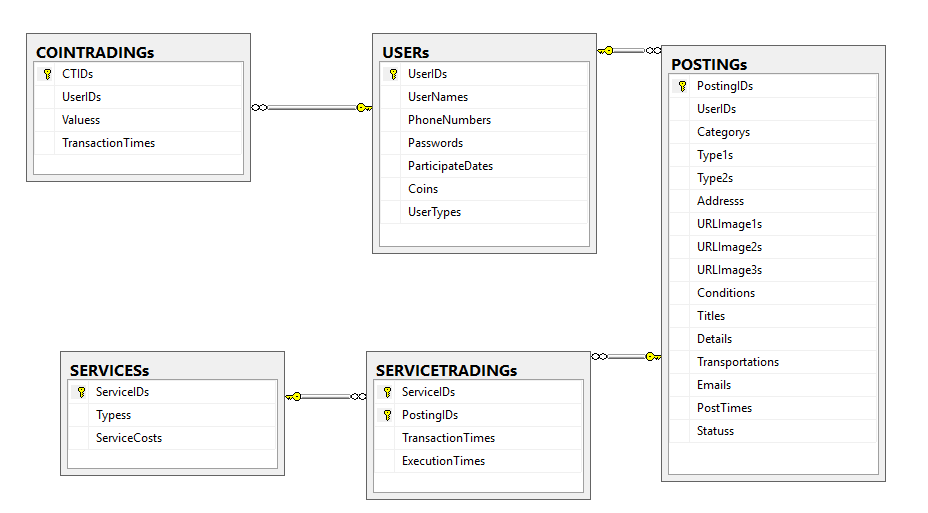 COINTRADINGs
CTIDs
UserIDs
Valuess
TransactionTimes
USERs
UserIDs
UserNames
PhoneNumbers
Passwords
ParticipateDates
Coins
UserTypes
POSTINGs
PostingIDs
UserIDs
Categorys
Type1s
Type2s
Addresss
URLImage1s
URLImage2s
URLImage3s
Conditions
Titles
Details
Transportations
Emails
PostTimes
Statuss
SERVICESs
ServiceIDs
Typess
ServiceCosts
SERVICETRADINGs
ServiceIDs
PostingIDs
TransactionTimes
ExecutionTimes